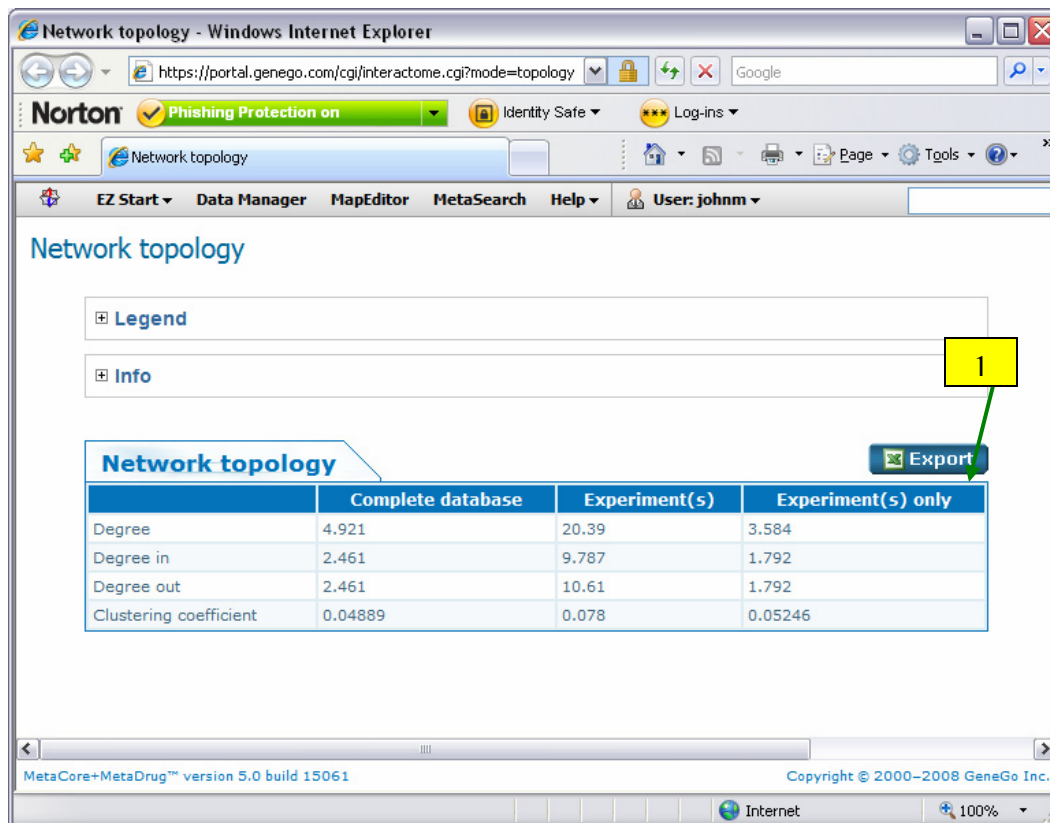 Network topology - Windows Internet Explorer
https://portal.genego.com/cgi/interactome.cgi?mode=topology
Google
Norton Phishing Protection on Identity Safe Log-ins
Network topology
Page Tools
EZ Start Data Manager MapEditor MetaSearch Help User: johnm
Network topology
Legend
Info
1
Network topology
Export
Complete database Experiment(s) Experiment(s) only
Degree 4.921 20.39 3.584
Degree in 2.461 9.787 1.792
Degree out 2.461 10.61 1.792
Clustering coefficient 0.04889 0.078 0.05246
MetaCore+MetaDrug™ version 5.0 build 15061 Copyright © 2000–2008 GeneGo Inc.
Internet 100%